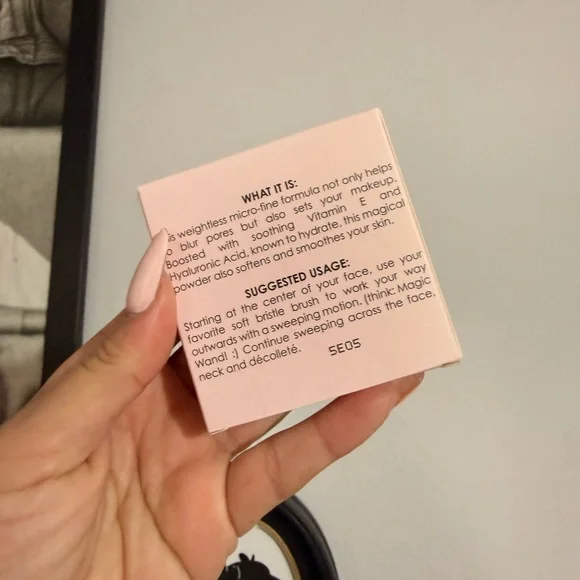 WHAT IT IS:
is weightless micro-fine formula not only helps
blur pores but also sets your makeup.
Boosted with soothing Vitamin E and
Hyaluronic Acid, known to hydrate, this magical
powder also softens and smoothes your skin.
SUGGESTED USAGE:
Starting at the center of your face, use your
favorite soft bristle brush to work your way
outwards with a sweeping motion. (think: Magic
Wand! :) Continue sweeping across the face,
neck and décolleté.
5E05